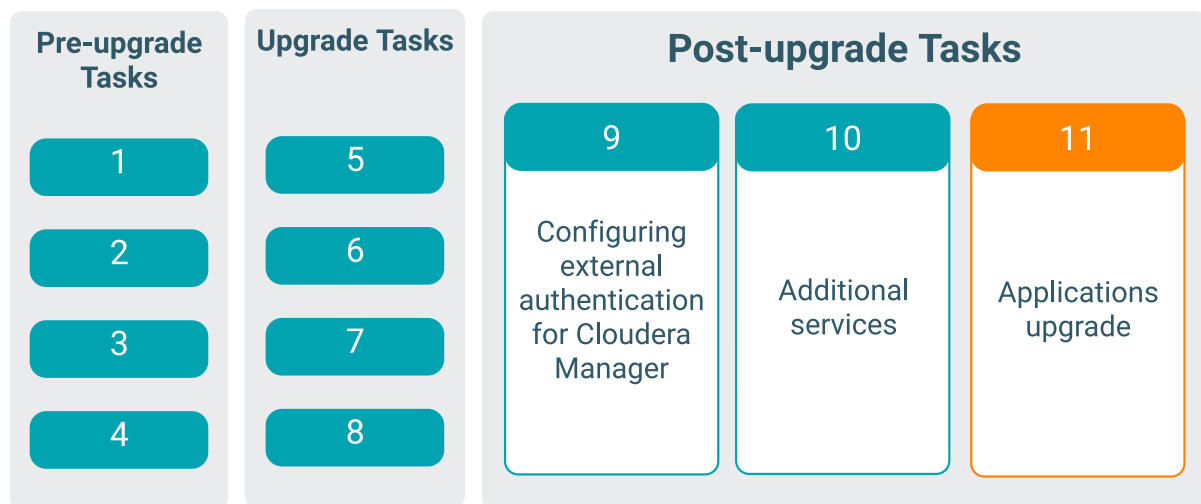 Pre-upgrade
Tasks
1
2
3
4
Upgrade Tasks
5
6
7
8
Post-upgrade Tasks
9
Configuring
external
authentication
for Cloudera
Manager
10
Additional
services
11
Applications
upgrade